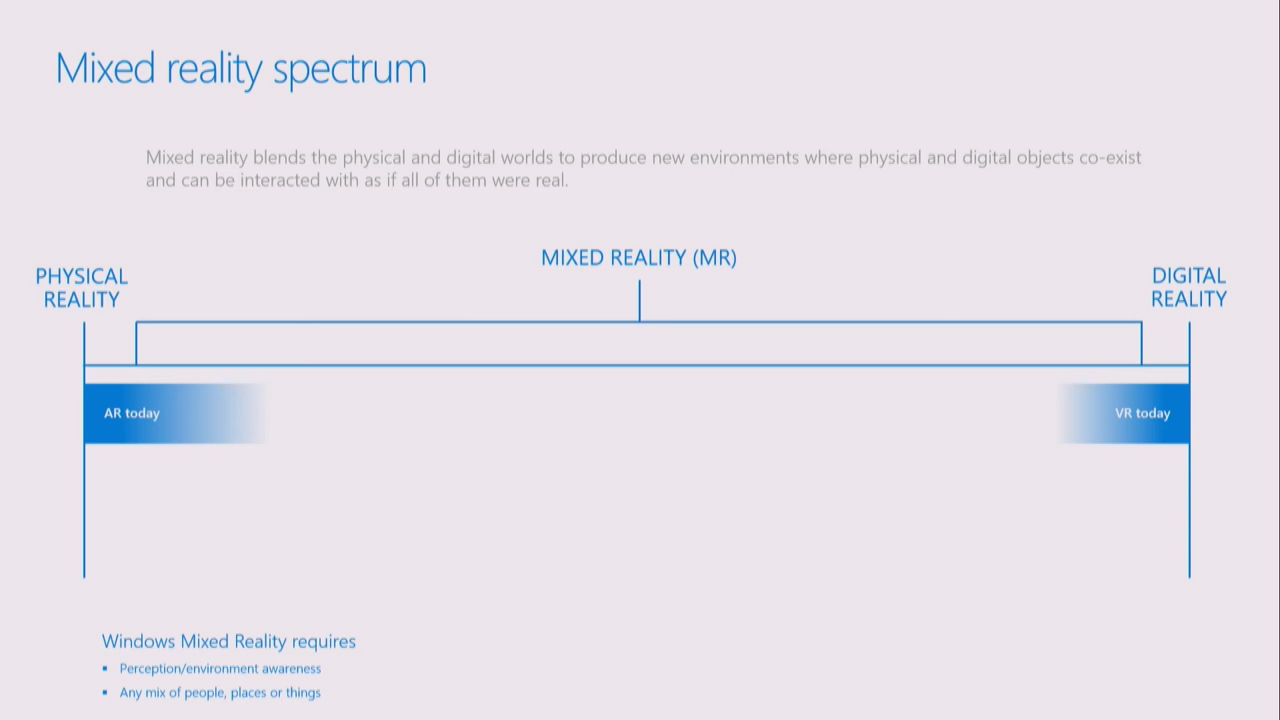 Mixed reality spectrum
Mixed reality blends the physical and digital worlds to produce new environments where physical and digital objects co-exist
and can be interacted with as if all of them were real.
MIXED REALITY (MR)
PHYSICAL
REALITY
DIGITAL
REALITY
AR today
VR today
Windows Mixed Reality requires
▪ Perception/environment awareness
▪ Any mix of people, places or things